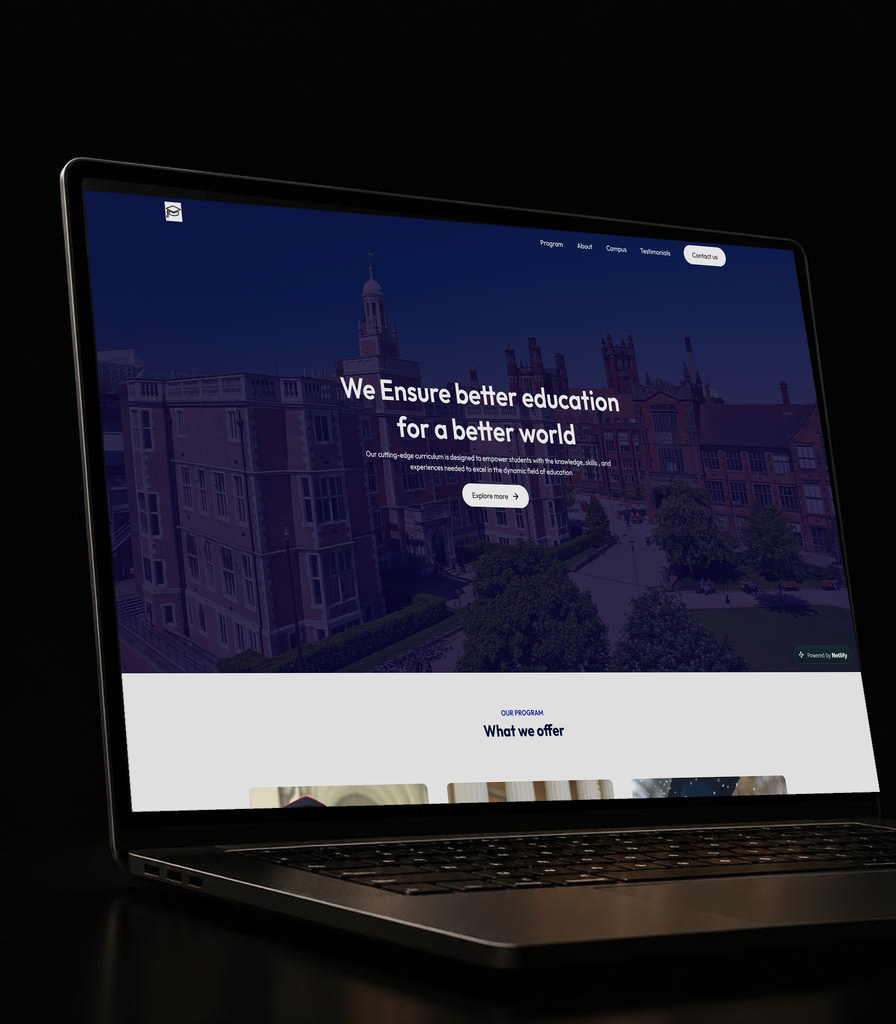 Program
About
Campus
Testimonials
Contact us
We Ensure better education
for a better world
Our cutting-edge curriculum is designed to empower students with the knowledge, skills , and
experiences needed to excel in the dynamic field of education
Explore more
Powered by Netlify
OUR PROGRAM
What we offer